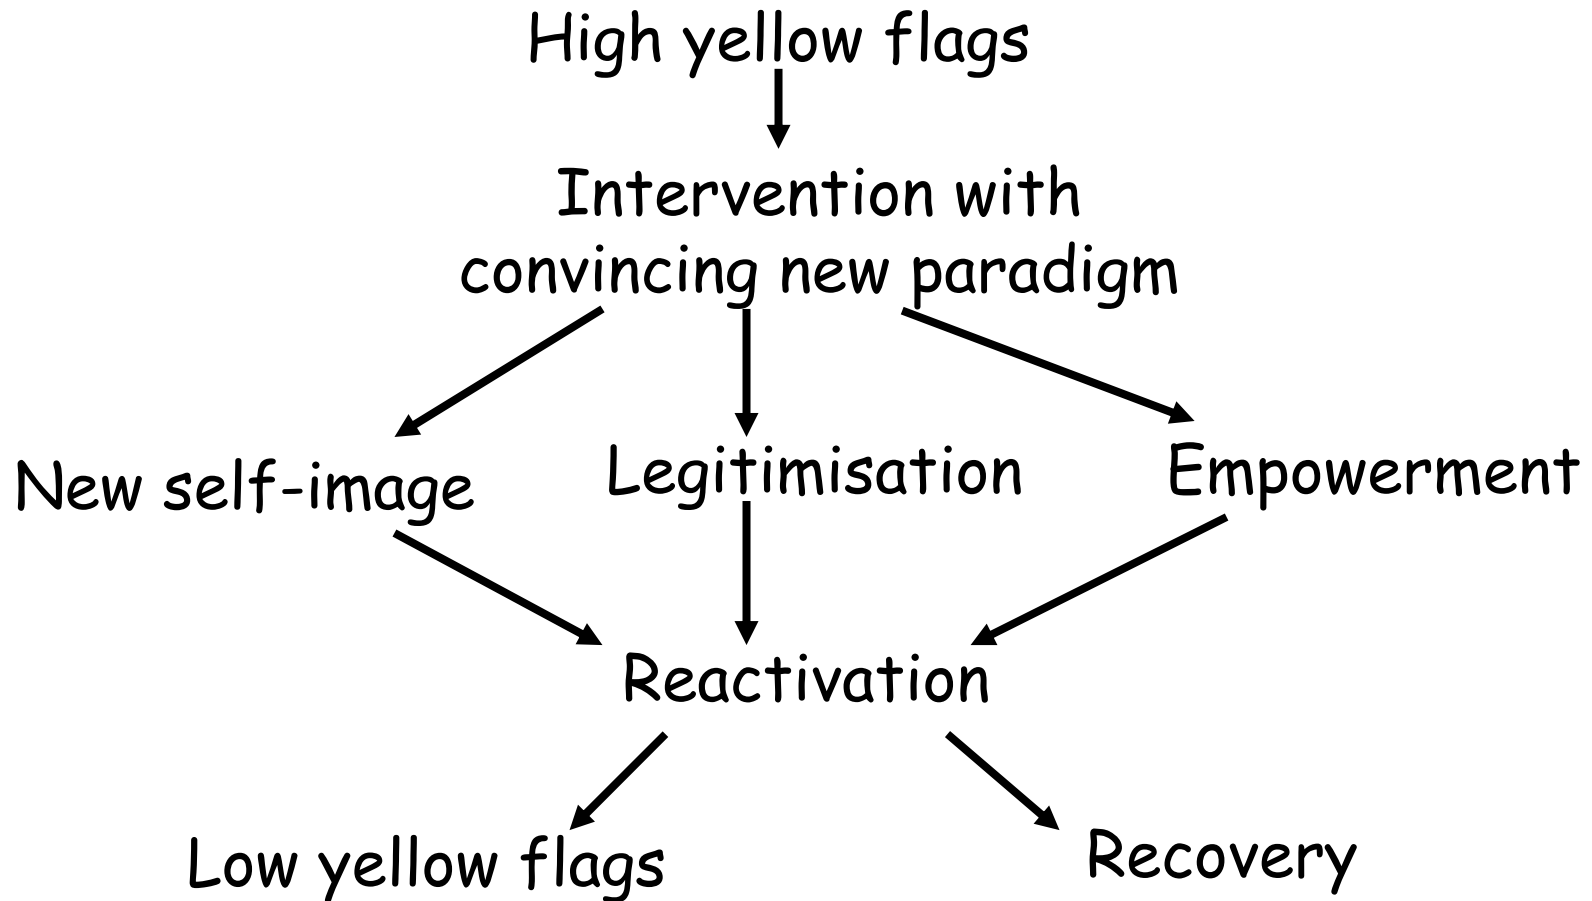 High yellow flags
Intervention with
convincing new paradigm
New self-image
Legitimisation
Empowerment
Reactivation
Low yellow flags
Recovery